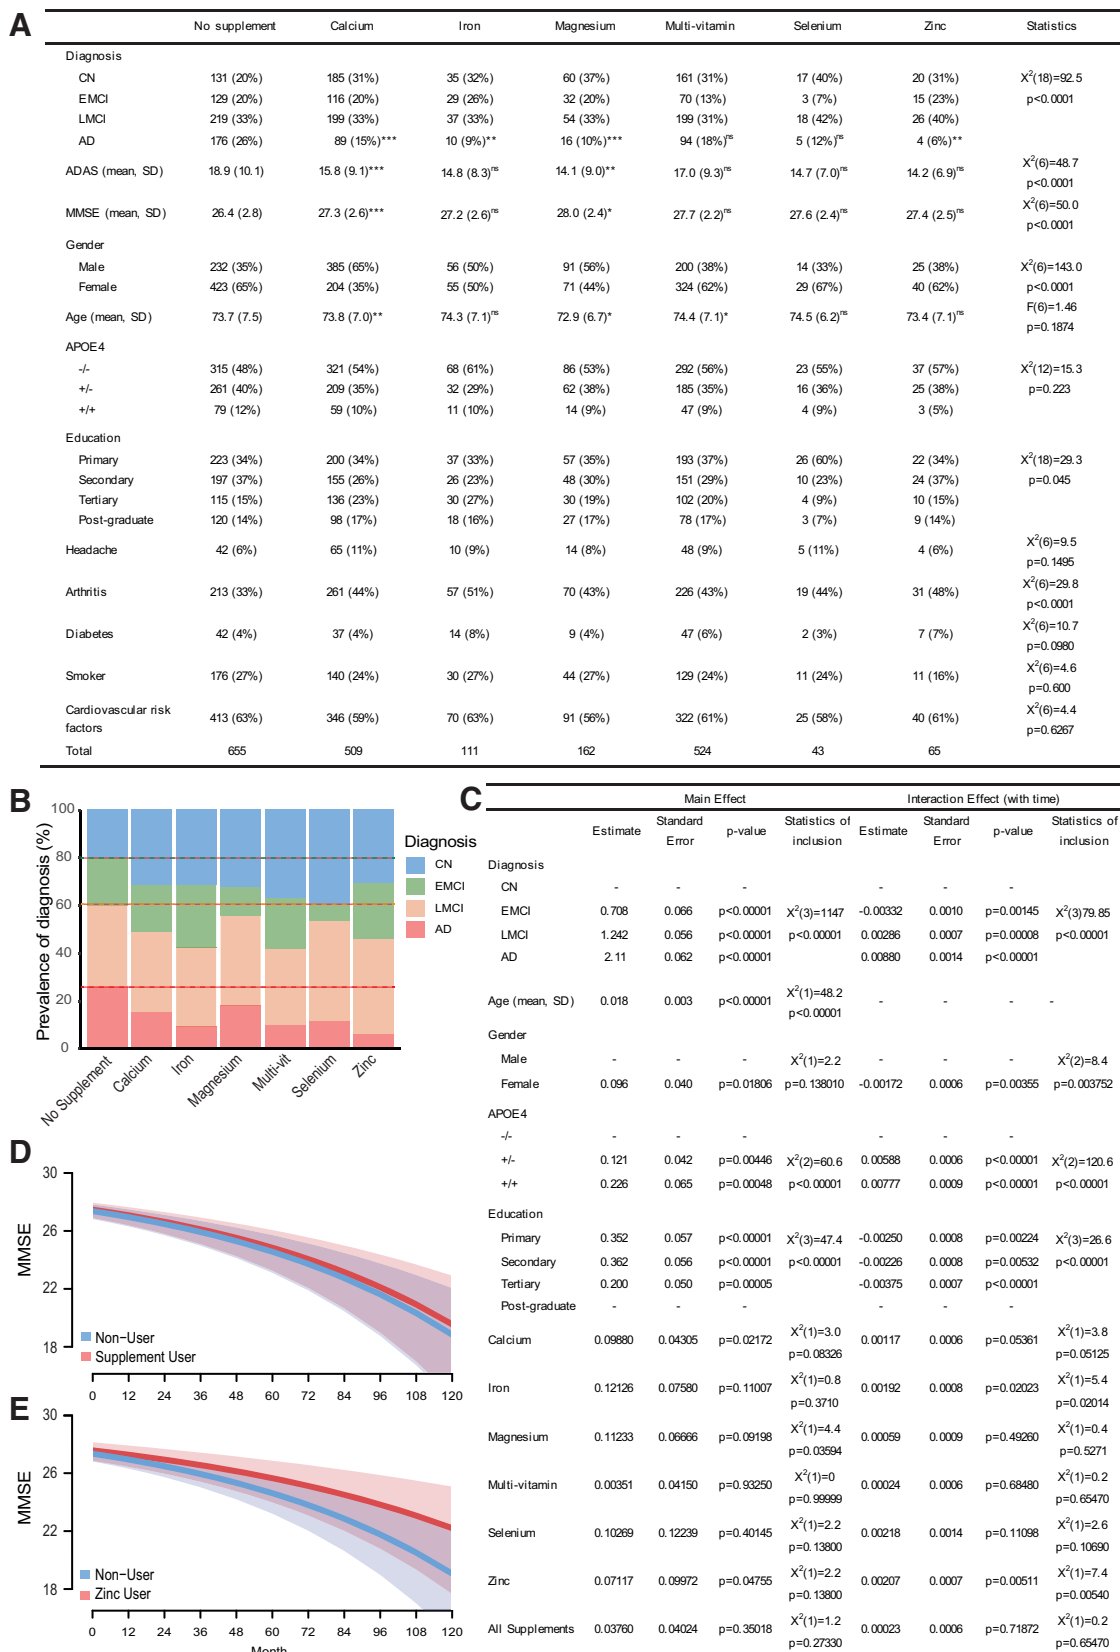 A
No supplement Calcium Iron Magnesium Multi-vitamin Selenium Zinc Statistics
Diagnosis
CN 131 (20%) 185 (31%) 35 (32%) 60 (37%) 161 (31%) 17 (40%) 20 (31%) X²(18)=92.5
EMCI 129 (20%) 116 (20%) 29 (26%) 32 (20%) 70 (13%) 3 (7%) 15 (23%) p<0.0001
LMCI 219 (33%) 199 (33%) 37 (33%) 54 (33%) 199 (31%) 18 (42%) 26 (40%)
AD 176 (26%) 89 (15%)*** 10 (9%)** 16 (10%)*** 94 (18%)ns 5 (12%)ns 4 (6%)**
ADAS (mean, SD) 18.9 (10.1) 15.8 (9.1)*** 14.8 (8.3)ns 14.1 (9.0)** 17.0 (9.3)ns 14.7 (7.0)ns 14.2 (6.9)ns X²(6)=48.7
p<0.0001
MMSE (mean, SD) 26.4 (2.8) 27.3 (2.6)*** 27.2 (2.6)ns 28.0 (2.4)* 27.7 (2.2)ns 27.6 (2.4)ns 27.4 (2.5)ns X²(6)=50.0
p<0.0001
Gender
Male 232 (35%) 385 (65%) 56 (50%) 91 (56%) 200 (38%) 14 (33%) 25 (38%) X²(6)=143.0
Female 423 (65%) 204 (35%) 55 (50%) 71 (44%) 324 (62%) 29 (67%) 40 (62%) p<0.0001
Age (mean, SD) 73.7 (7.5) 73.8 (7.0)** 74.3 (7.1)ns 72.9 (6.7)* 74.4 (7.1)* 74.5 (6.2)ns 73.4 (7.1)ns F(6)=1.46
p=0.1874
APOE4
-/- 315 (48%) 321 (54%) 68 (61%) 86 (53%) 292 (56%) 23 (55%) 37 (57%) X²(12)=15.3
+/- 261 (40%) 209 (35%) 32 (29%) 62 (38%) 185 (35%) 16 (36%) 25 (38%) p=0.223
+/+ 79 (12%) 59 (10%) 11 (10%) 14 (9%) 47 (9%) 4 (9%) 3 (5%)
Education
Primary 223 (34%) 200 (34%) 37 (33%) 57 (35%) 193 (37%) 26 (60%) 22 (34%) X²(18)=29.3
Secondary 197 (37%) 155 (26%) 26 (23%) 48 (30%) 151 (29%) 10 (23%) 24 (37%) p=0.045
Tertiary 115 (15%) 136 (23%) 30 (27%) 30 (19%) 102 (20%) 4 (9%) 10 (15%)
Post-graduate 120 (14%) 98 (17%) 18 (16%) 27 (17%) 78 (17%) 3 (7%) 9 (14%)
Headache 42 (6%) 65 (11%) 10 (9%) 14 (8%) 48 (9%) 5 (11%) 4 (6%) X²(6)=9.5
p=0.1495
Arthritis 213 (33%) 261 (44%) 57 (51%) 70 (43%) 226 (43%) 19 (44%) 31 (48%) X²(6)=29.8
p<0.0001
Diabetes 42 (4%) 37 (4%) 14 (8%) 9 (4%) 47 (6%) 2 (3%) 7 (7%) X²(6)=10.7
p=0.0980
Smoker 176 (27%) 140 (24%) 30 (27%) 44 (27%) 129 (24%) 11 (24%) 11 (16%) X²(6)=4.6
p=0.600
Cardiovascular risk
factors 413 (63%) 346 (59%) 70 (63%) 91 (56%) 322 (61%) 25 (58%) 40 (61%) X²(6)=4.4
p=0.6267
Total 655 509 111 162 524 43 65
B
Prevalence of diagnosis (%)
100
80
60
40
20
0
No Supplement Calcium Iron Magnesium Multi-vit Selenium Zinc
Diagnosis
CN
EMCI
LMCI
AD
C
Main Effect Interaction Effect (with time)
Estimate Standard Error p-value Statistics of inclusion Estimate Standard Error p-value Statistics of inclusion
Diagnosis
CN - - - - - -
EMCI 0.708 0.066 p<0.00001 X²(3)=1147 -0.00332 0.0010 p=0.00145 X²(3)79.85
LMCI 1.242 0.056 p<0.00001 p<0.00001 0.00286 0.0007 p=0.00008 p<0.00001
AD 2.11 0.062 p<0.00001 0.00880 0.0014 p<0.00001
Age (mean, SD) 0.018 0.003 p<0.00001 X²(1)=48.2 - - - -
p<0.00001
Gender
Male - - - X²(1)=2.2 - - - X²(2)=8.4
Female 0.096 0.040 p=0.01806 p=0.138010 -0.00172 0.0006 p=0.00355 p=0.003752
APOE4
-/- - - - - - -
+/- 0.121 0.042 p=0.00446 X²(2)=60.6 0.00588 0.0006 p<0.00001 X²(2)=120.6
+/+ 0.226 0.065 p=0.00048 p<0.00001 0.00777 0.0009 p<0.00001 p<0.00001
Education
Primary 0.352 0.057 p<0.00001 X²(3)=47.4 -0.00250 0.0008 p=0.00224 X²(3)=26.6
Secondary 0.362 0.056 p<0.00001 p<0.00001 -0.00226 0.0008 p=0.00532 p<0.00001
Tertiary 0.200 0.050 p=0.00005 -0.00375 0.0007 p<0.00001
Post-graduate - - - - - -
Calcium 0.09880 0.04305 p=0.02172 X²(1)=3.0 0.00117 0.0006 p=0.05361 X²(1)=3.8
p=0.08326 p=0.05125
Iron 0.12126 0.07580 p=0.11007 X²(1)=0.8 0.00192 0.0008 p=0.02023 X²(1)=5.4
p=0.3710 p=0.02014
Magnesium 0.11233 0.06666 p=0.09198 X²(1)=4.4 0.00059 0.0009 p=0.49260 X²(1)=0.4
p=0.03594 p=0.5271
Multi-vitamin 0.00351 0.04150 p=0.93250 X²(1)=0 0.00024 0.0006 p=0.68480 X²(1)=0.2
p=0.99999 p=0.65470
Selenium 0.10269 0.12239 p=0.40145 X²(1)=2.2 0.00218 0.0014 p=0.11098 X²(1)=2.6
p=0.13800 p=0.10690
Zinc 0.07117 0.09972 p=0.04755 X²(1)=2.2 0.00207 0.0007 p=0.00511 X²(1)=7.4
p=0.13800 p=0.00540
All Supplements 0.03760 0.04024 p=0.35018 X²(1)=1.2 0.00023 0.0006 p=0.71872 X²(1)=0.2
p=0.27330 p=0.65470
D
MMSE
30
26
22
18
Non-User
Supplement User
0 12 24 36 48 60 72 84 96 108 120
E
MMSE
30
26
22
18
Non-User
Zinc User
0 12 24 36 48 60 72 84 96 108 120
Month